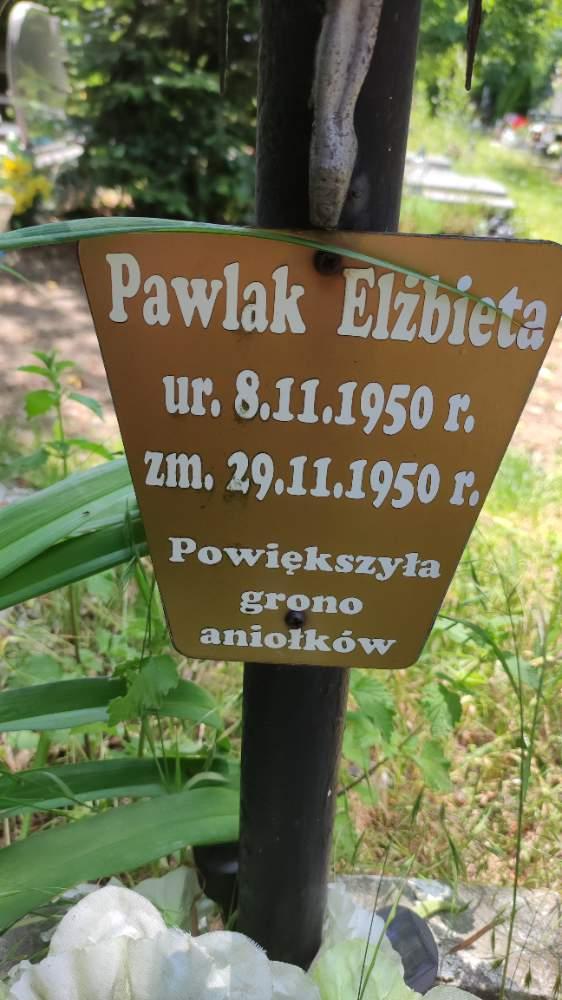 Pawlak Elżbieta
ur. 8.11.1950 r.
zm. 29.11.1950 r.
Powiększyła
grono
aniołków